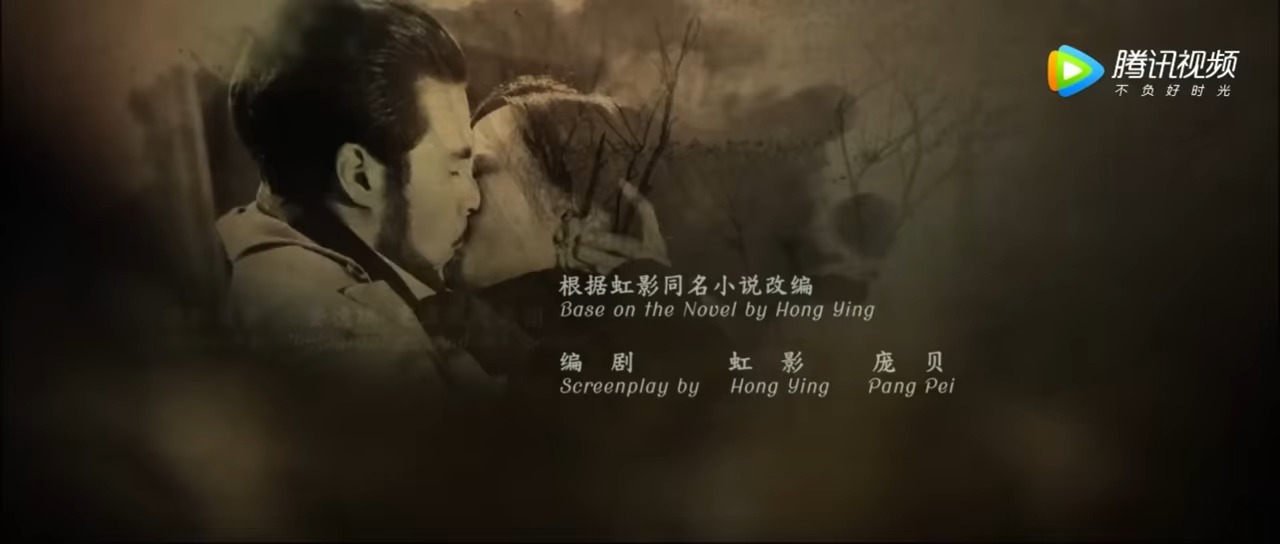 腾讯视频
不负好时光
根据虹影同名小说改编
Base on the Novel by Hong Ying
编 剧 虹 影 庞 贝
Screenplay by Hong Ying Pang Pei